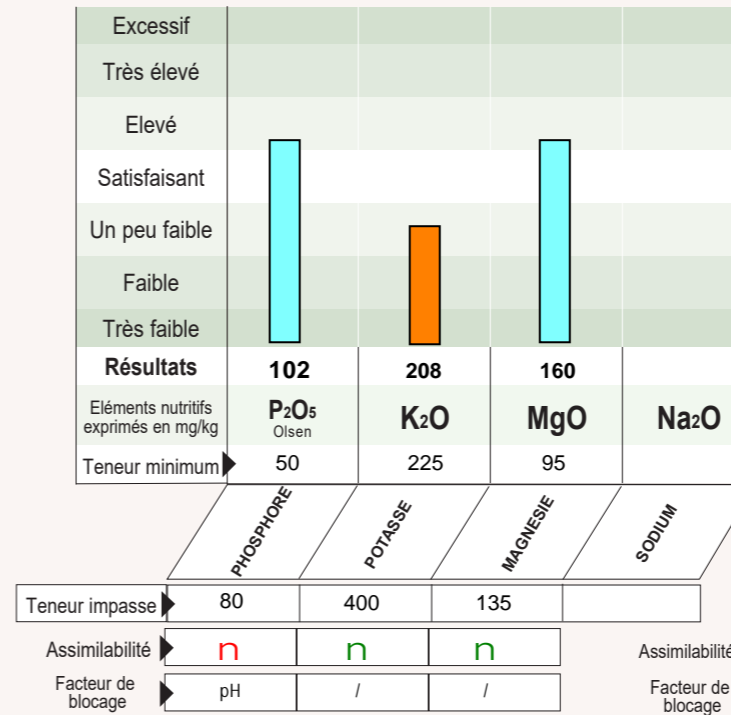 Excessif
Très élevé
Elevé
Satisfaisant
Un peu faible
Faible
Très faible
Résultats 102 208 160
Eléments nutritifs
exprimés en mg/kg
P₂O₅
Olsen
K₂O MgO Na₂O
Teneur minimum 50 225 95
PHOSPHORE POTASSE MAGNESIE SODIUM
Teneur impasse 80 400 135
Assimilabilité n n n Assimilabilité
Facteur de
blocage
pH / /
Facteur de
blocage